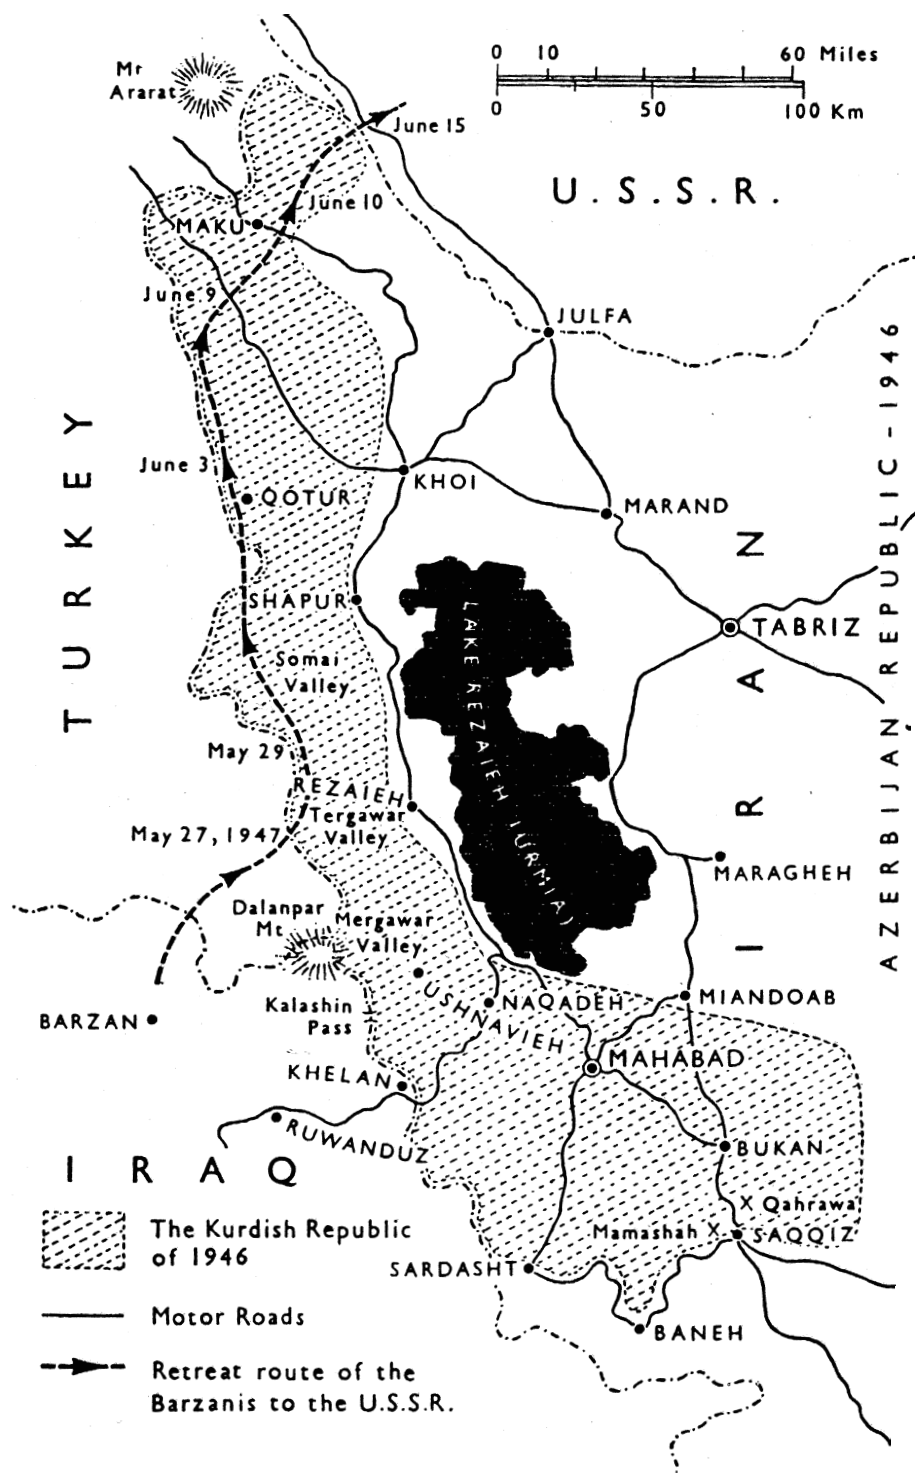 0 10 60 Miles
0 50 100 Km
Mr
Ararat
June 15
U.S.S.R.
June 10
MAKU
June 9
JULFA
TURKEY
AZERBIJAN REPUBLIC – 1946
June 3
QOTUR
KHOI
MARAND
IRAN
SHAPUR
TABRIZ
LAKE REZAIEH (URMIA)
Somai
Valley
May 29
REZAIEH
Tergawar
Valley
May 27, 1947
MARAGHEH
Dalanpar
Mt
Mergawar
Valley
USHNAVIEH
NAQADEH
MIANDOAB
Kalashin
Pass
BARZAN
MAHABAD
KHELAN
RUWANDUZ
BUKAN
IRAQ
X Qahrawa
Mamashah X
SAQQIZ
SARDASHT
BANEH
The Kurdish Republic
of 1946
Motor Roads
Retreat route of the
Barzanis to the U.S.S.R.